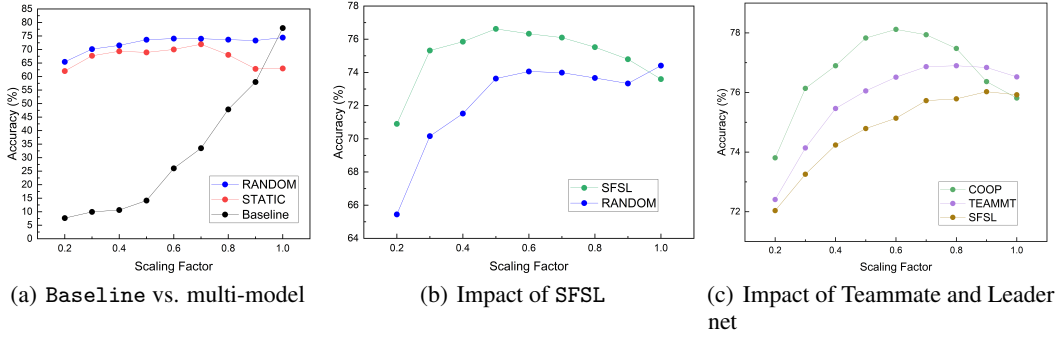 85
80
75
70
65
60
55
50
45
40
35
30
25
20
15
10
5
0
Accuracy (%)
RANDOM
STATIC
Baseline
0.2 0.4 0.6 0.8 1.0
Scaling Factor
(a) Baseline vs. multi-model
78
76
74
72
70
68
66
64
Accuracy (%)
SFSL
RANDOM
0.2 0.4 0.6 0.8 1.0
Scaling Factor
(b) Impact of SFSL
78
76
74
72
Accuracy (%)
COOP
TEAMMT
SFSL
0.2 0.4 0.6 0.8 1.0
Scaling Factor
(c) Impact of Teammate and Leader
net